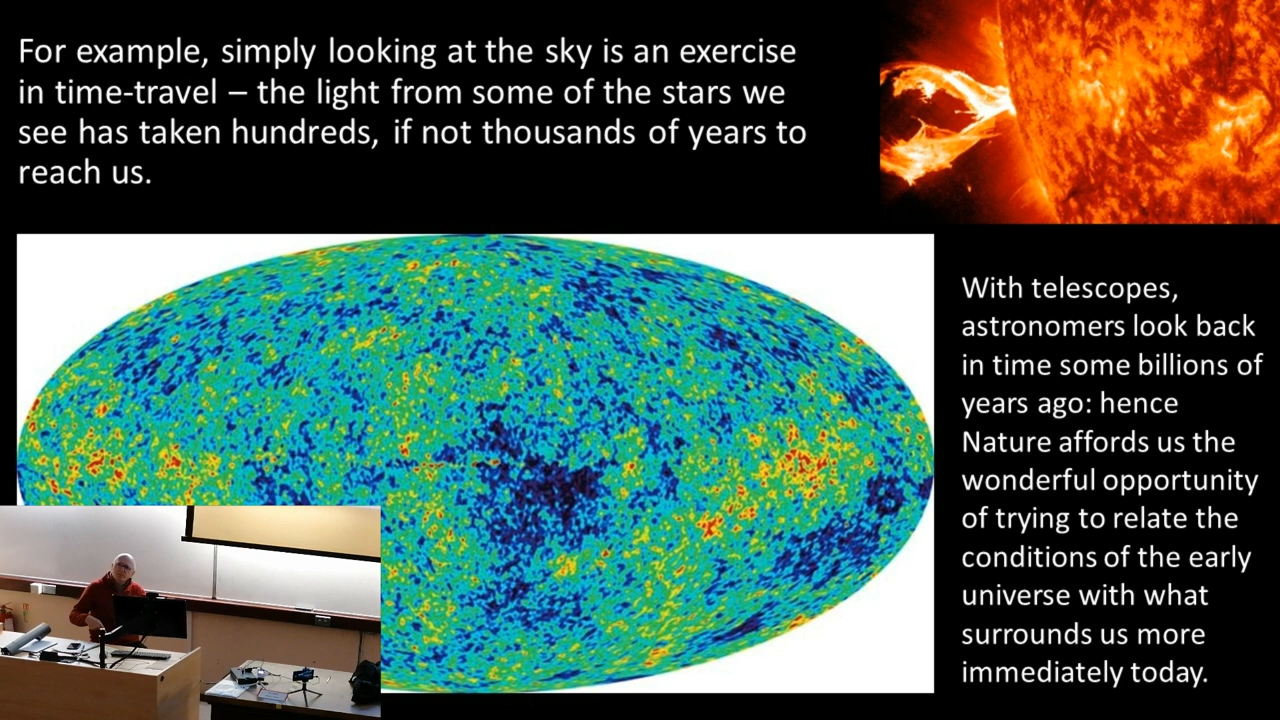 For example, simply looking at the sky is an exercise
in time-travel – the light from some of the stars we
see has taken hundreds, if not thousands of years to
reach us.
With telescopes,
astronomers look back
in time some billions of
years ago: hence
Nature affords us the
wonderful opportunity
of trying to relate the
conditions of the early
universe with what
surrounds us more
immediately today.